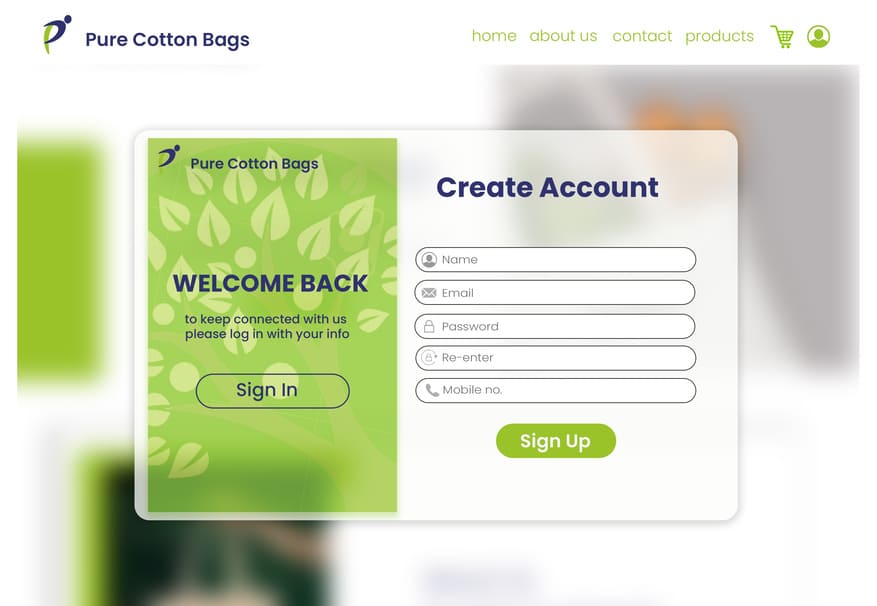 Pure Cotton Bags
home about us contact products
Pure Cotton Bags
WELCOME BACK
to keep connected with us
please log in with your info
Sign In
Create Account
Name
Email
Password
Re-enter
Mobile no.
Sign Up